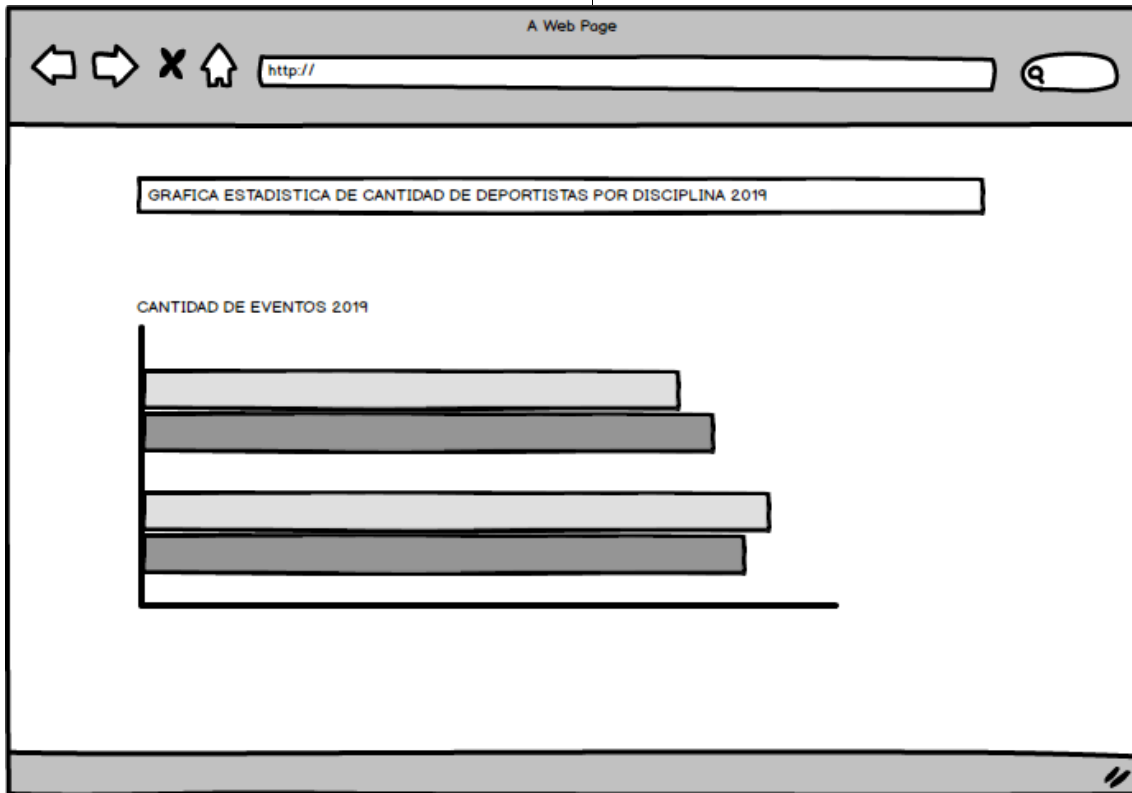 A Web Page
http://
GRAFICA ESTADISTICA DE CANTIDAD DE DEPORTISTAS POR DISCIPLINA 2019
CANTIDAD DE EVENTOS 2019